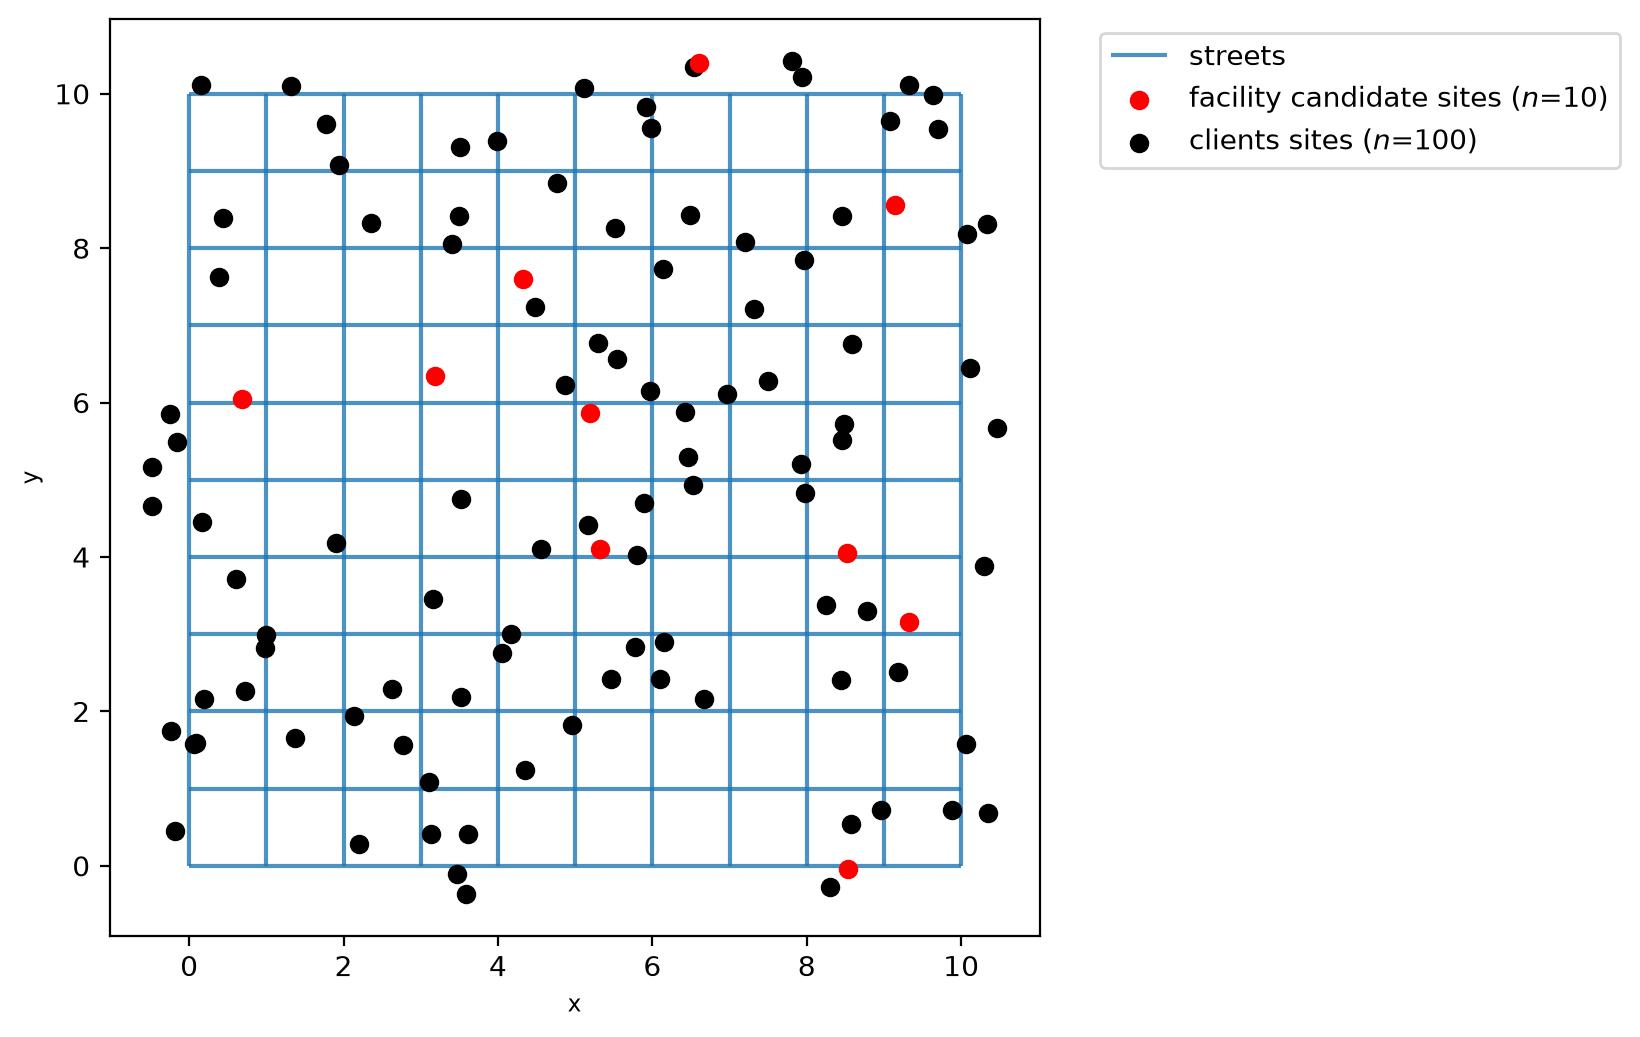 streets
facility candidate sites (n=10)
clients sites (n=100)
10
8
6
4
2
0
y
0 2 4 6 8 10
x